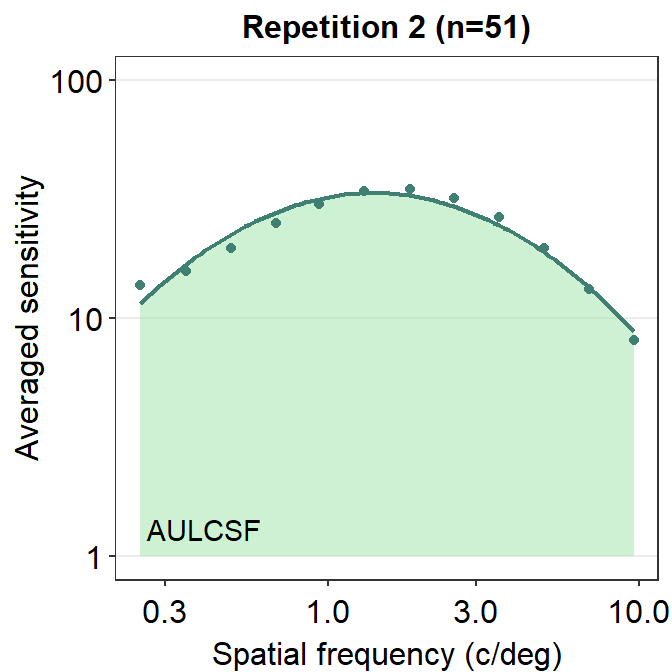 Repetition 2 (n=51)
Averaged sensitivity
100
10
1
AULCSF
0.3 1.0 3.0 10.0
Spatial frequency (c/deg)